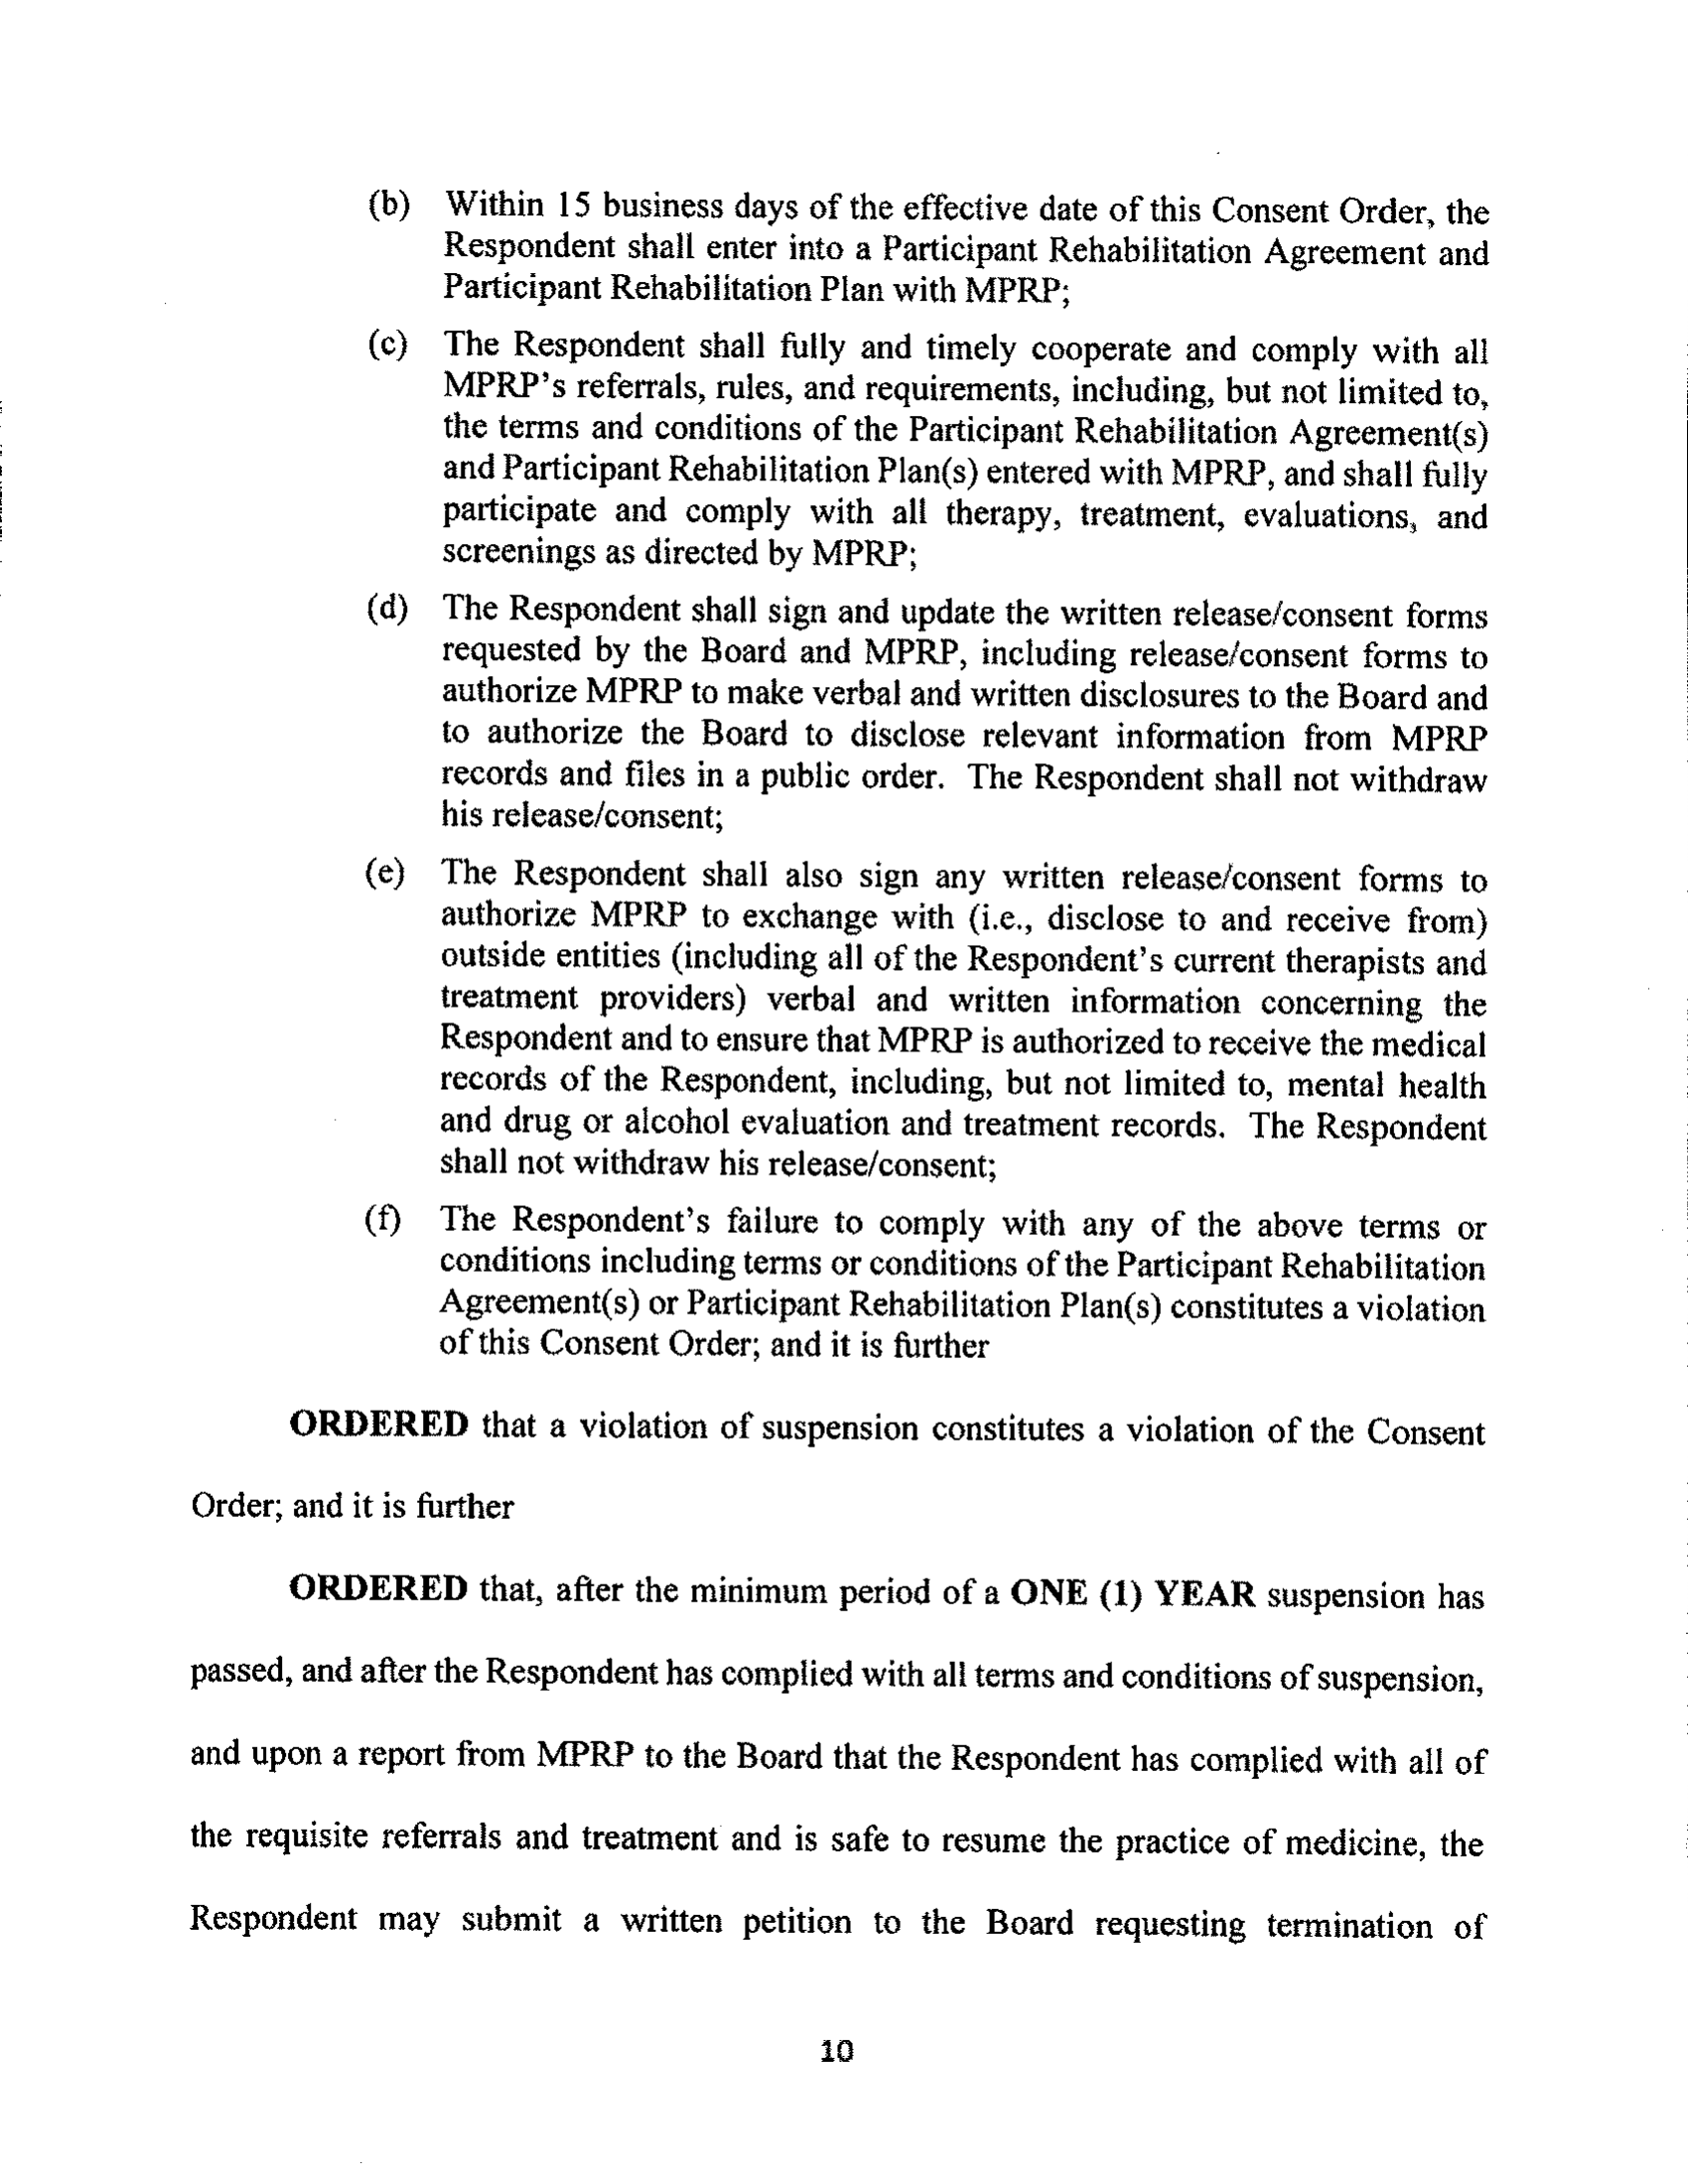 (b) Within 15 business days of the effective date of this Consent Order, the
Respondent shall enter into a Participant Rehabilitation Agreement and
Participant Rehabilitation Plan with MPRP;
(c) The Respondent shall fully and timely cooperate and comply with all
MPRP's referrals, rules, and requirements, including, but not limited to,
the terms and conditions of the Participant Rehabilitation Agreement(s)
and Participant Rehabilitation Plan(s) entered with MPRP, and shall fully
participate and comply with all therapy, treatment, evaluations, and
screenings as directed by MPRP;
(d) The Respondent shall sign and update the written release/consent forms
requested by the Board and MPRP, including release/consent forms to
authorize MPRP to make verbal and written disclosures to the Board and
to authorize the Board to disclose relevant information from MPRP
records and files in a public order. The Respondent shall not withdraw
his release/consent;
(e) The Respondent shall also sign any written release/consent forms to
authorize MPRP to exchange with (i.e., disclose to and receive from)
outside entities (including all of the Respondent's current therapists and
treatment providers) verbal and written information concerning the
Respondent and to ensure that MPRP is authorized to receive the medical
records of the Respondent, including, but not limited to, mental health
and drug or alcohol evaluation and treatment records. The Respondent
shall not withdraw his release/consent;
(f) The Respondent's failure to comply with any of the above terms or
conditions including terms or conditions of the Participant Rehabilitation
Agreement(s) or Participant Rehabilitation Plan(s) constitutes a violation
of this Consent Order; and it is further
ORDERED that a violation of suspension constitutes a violation of the Consent
Order; and it is further
ORDERED that, after the minimum period of a ONE (1) YEAR suspension has
passed, and after the Respondent has complied with all terms and conditions of suspension,
and upon a report from MPRP to the Board that the Respondent has complied with all of
the requisite referrals and treatment and is safe to resume the practice of medicine, the
Respondent may submit a written petition to the Board requesting termination of
10